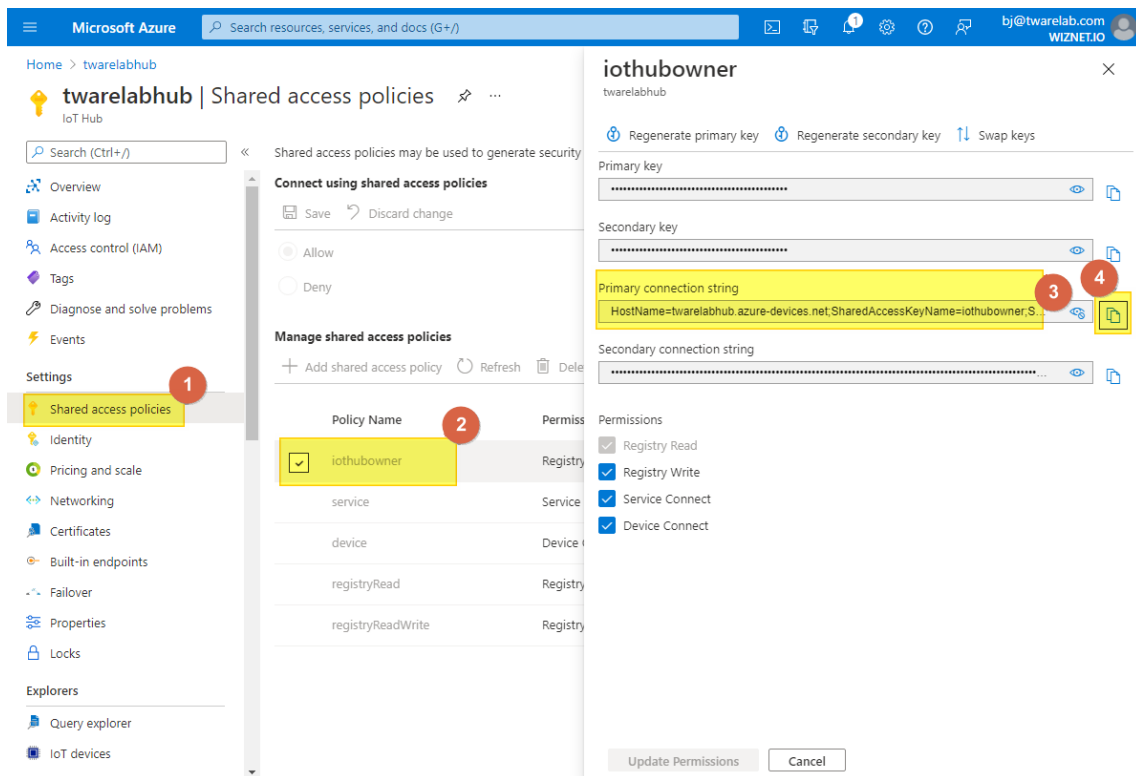 Microsoft Azure
Search resources, services, and docs (G+/)
1
bj@twarelab.com
WIZNET.IO
Home > twarelabhub
twarelabhub | Shared access policies
IoT Hub
Search (Ctrl+/)
Overview
Activity log
Access control (IAM)
Tags
Diagnose and solve problems
Events
Settings
1
Shared access policies
Identity
Pricing and scale
Networking
Certificates
Built-in endpoints
Failover
Properties
Locks
Explorers
Query explorer
IoT devices
Shared access policies may be used to generate security
Connect using shared access policies
Save Discard change
Allow
Deny
Manage shared access policies
Add shared access policy Refresh Dele
Policy Name Permiss
2
iothubowner Registry
service Service
device Device
registryRead Registry
registryReadWrite Registry
iothubowner
twarelabhub
Regenerate primary key Regenerate secondary key Swap keys
Primary key
Secondary key
Primary connection string
3
4
HostName=twarelabhub.azure-devices.net;SharedAccessKeyName=iothubowner;S...
Secondary connection string
...
Permissions
Registry Read
Registry Write
Service Connect
Device Connect
Update Permissions Cancel